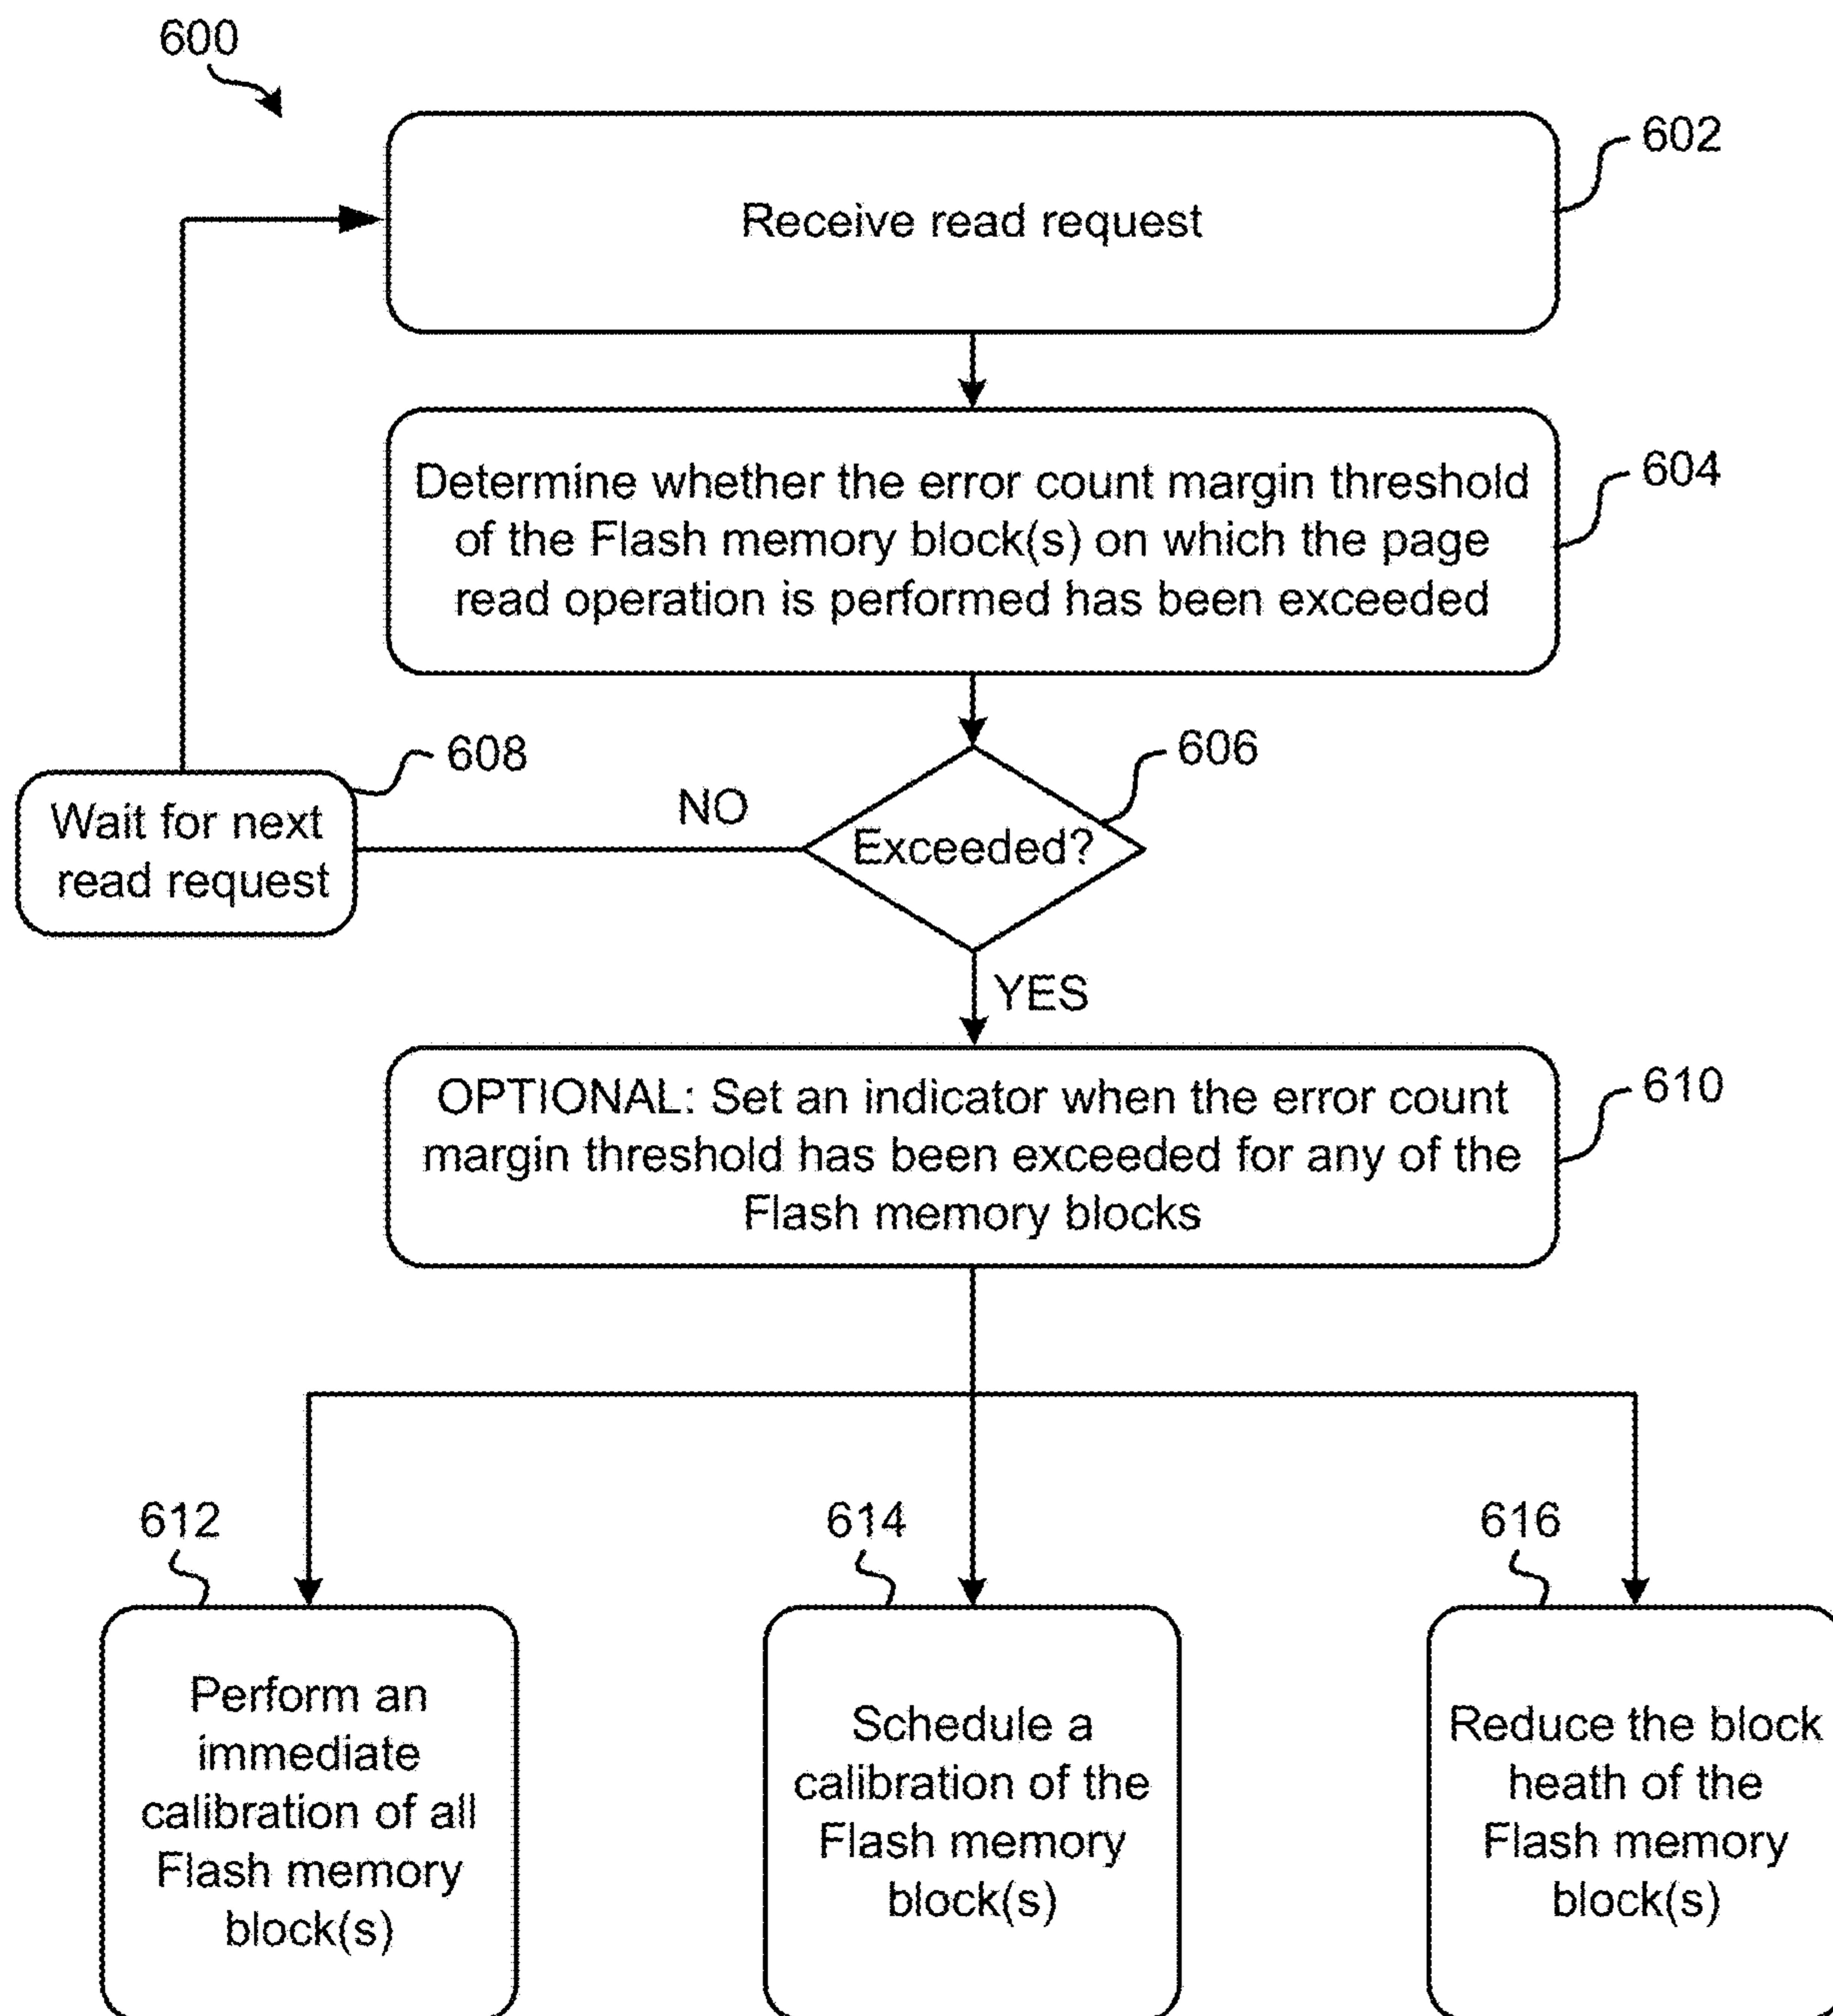 600
602
Receive read request
604
Determine whether the error count margin threshold
of the Flash memory block(s) on which the page
read operation is performed has been exceeded
608
606
NO
Wait for next
read request
Exceeded?
YES
610
OPTIONAL: Set an indicator when the error count
margin threshold has been exceeded for any of the
Flash memory blocks
612
614
616
Perform an
immediate
calibration of all
Flash memory
block(s)
Schedule a
calibration of the
Flash memory
block(s)
Reduce the block
heath of the
Flash memory
block(s)